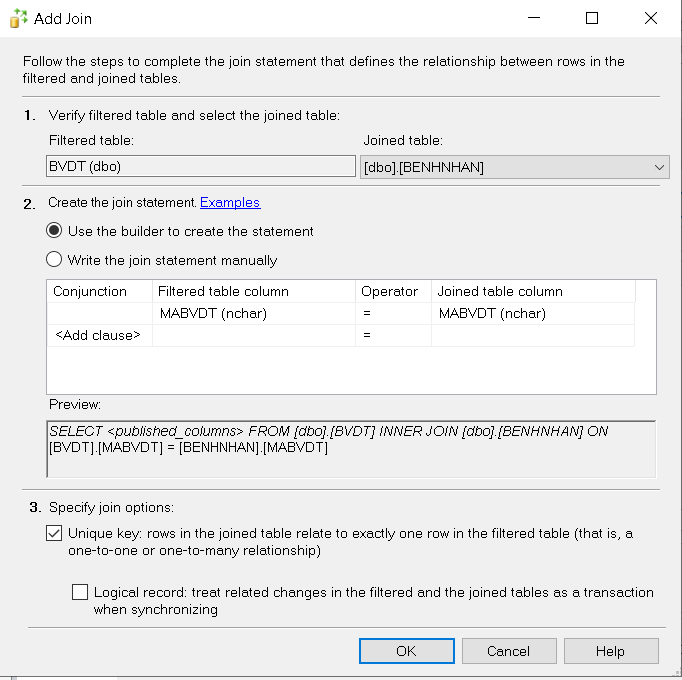 Add Join
Follow the steps to complete the join statement that defines the relationship between rows in the
filtered and joined tables.
1. Verify filtered table and select the joined table:
Filtered table: Joined table:
BVDT (dbo) [dbo].[BENHNHAN]
2. Create the join statement. Examples
Use the builder to create the statement
Write the join statement manually
Conjunction Filtered table column Operator Joined table column
MABVDT (nchar) = MABVDT (nchar)
<Add clause> =
Preview:
SELECT <published_columns> FROM [dbo].[BVDT] INNER JOIN [dbo].[BENHNHAN] ON
[BVDT].[MABVDT] = [BENHNHAN].[MABVDT]
3. Specify join options:
Unique key: rows in the joined table relate to exactly one row in the filtered table (that is, a
one-to-one or one-to-many relationship)
Logical record: treat related changes in the filtered and the joined tables as a transaction
when synchronizing
OK Cancel Help